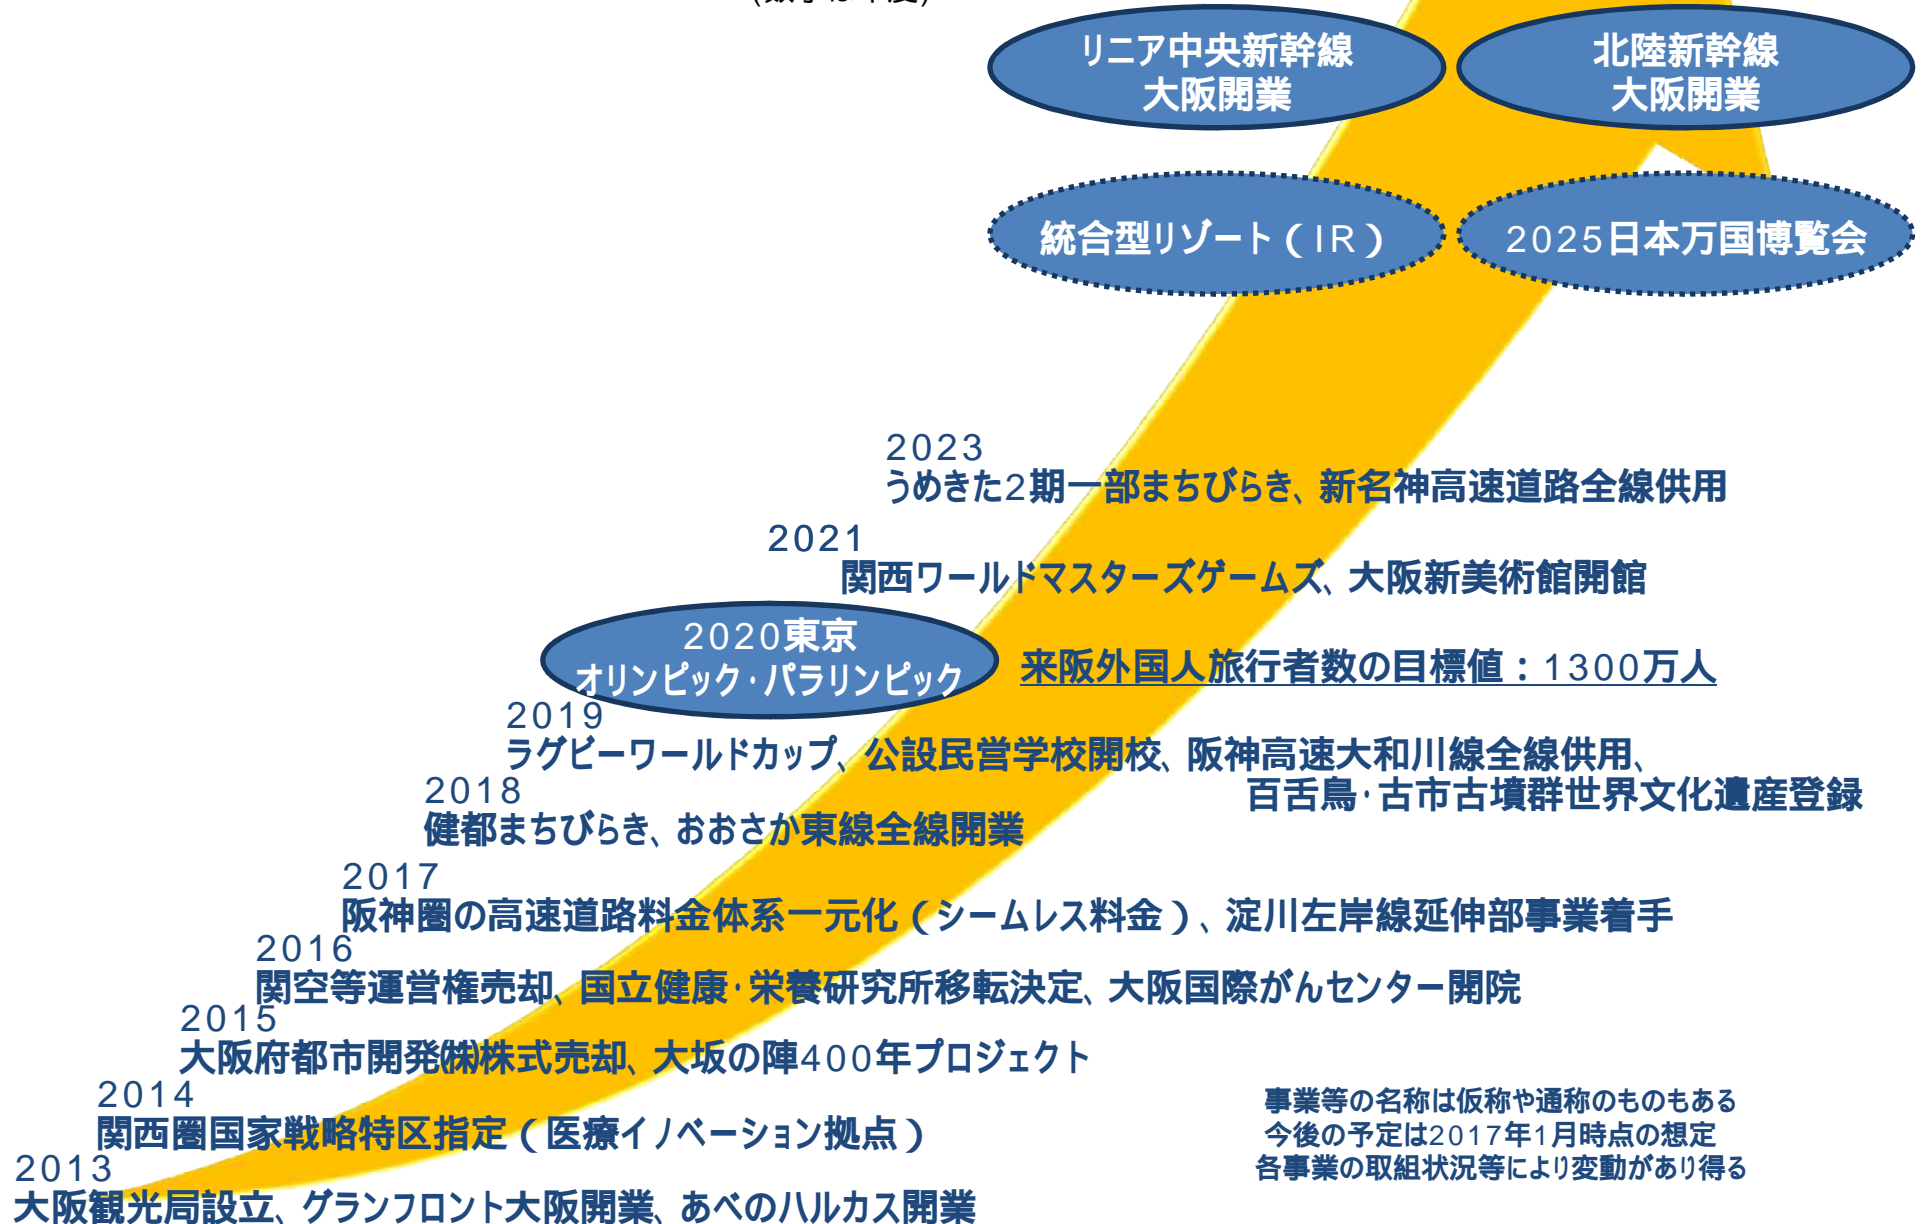 リニア中央新幹線
大阪開業
北陸新幹線
大阪開業
統合型リゾート（IR）
2025日本万国博覧会
2023
うめきた2期一部まちびらき、新名神高速道路全線供用
2021
関西ワールドマスターズゲームズ、大阪新美術館開館
2020東京
オリンピック・パラリンピック
来阪外国人旅行者数の目標値：1300万人
2019
ラグビーワールドカップ、公設民営学校開校、阪神高速大和川線全線供用、
百舌鳥・古市古墳群世界文化遺産登録
2018
健都まちびらき、おおさか東線全線開業
2017
阪神圏の高速道路料金体系一元化（シームレス料金）、淀川左岸線延伸部事業着手
2016
関空等運営権売却、国立健康・栄養研究所移転決定、大阪国際がんセンター開院
2015
大阪府都市開発㈱株式売却、大坂の陣400年プロジェクト
2014
関西圏国家戦略特区指定（医療イノベーション拠点）
2013
大阪観光局設立、グランフロント大阪開業、あべのハルカス開業
事業等の名称は仮称や通称のものもある
今後の予定は2017年1月時点の想定
各事業の取組状況等により変動があり得る